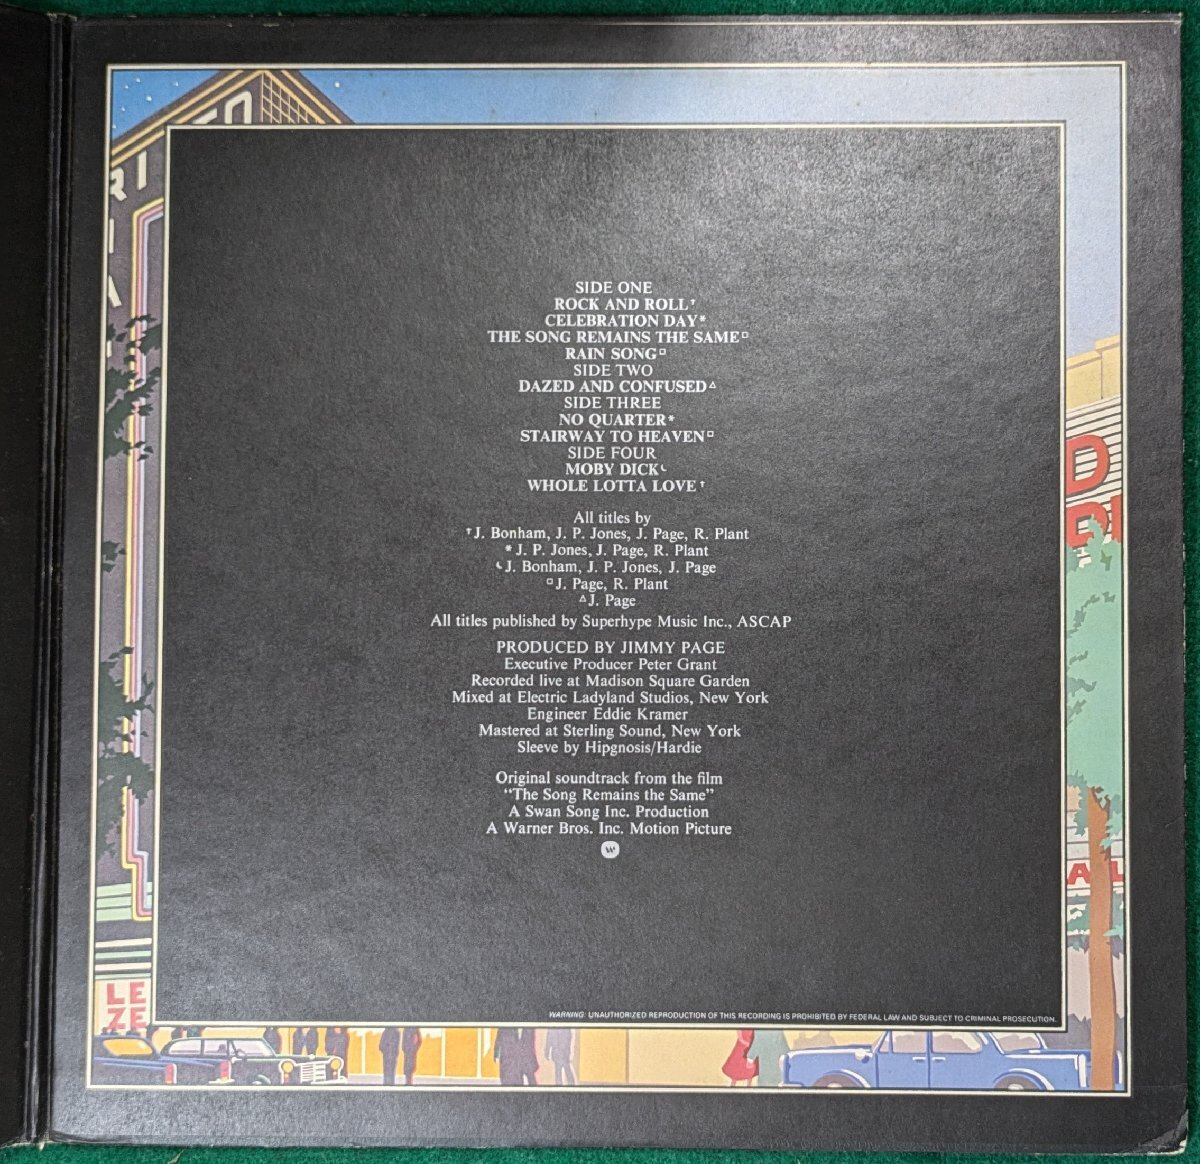 SIDE ONE
ROCK AND ROLL†
CELEBRATION DAY*
THE SONG REMAINS THE SAME□
RAIN SONG□
SIDE TWO
DAZED AND CONFUSED△
SIDE THREE
NO QUARTER*
STAIRWAY TO HEAVEN□
SIDE FOUR
MOBY DICK☾
WHOLE LOTTA LOVE†
All titles by
†J. Bonham, J. P. Jones, J. Page, R. Plant
*J. P. Jones, J. Page, R. Plant
☾J. Bonham, J. P. Jones, J. Page
□J. Page, R. Plant
△J. Page
All titles published by Superhype Music Inc., ASCAP
PRODUCED BY JIMMY PAGE
Executive Producer Peter Grant
Recorded live at Madison Square Garden
Mixed at Electric Ladyland Studios, New York
Engineer Eddie Kramer
Mastered at Sterling Sound, New York
Sleeve by Hipgnosis/Hardie
Original soundtrack from the film
"The Song Remains the Same"
A Swan Song Inc. Production
A Warner Bros. Inc. Motion Picture
LE
ZE
WARNING: UNAUTHORIZED REPRODUCTION OF THIS RECORDING IS PROHIBITED BY FEDERAL LAW AND SUBJECT TO CRIMINAL PROSECUTION.